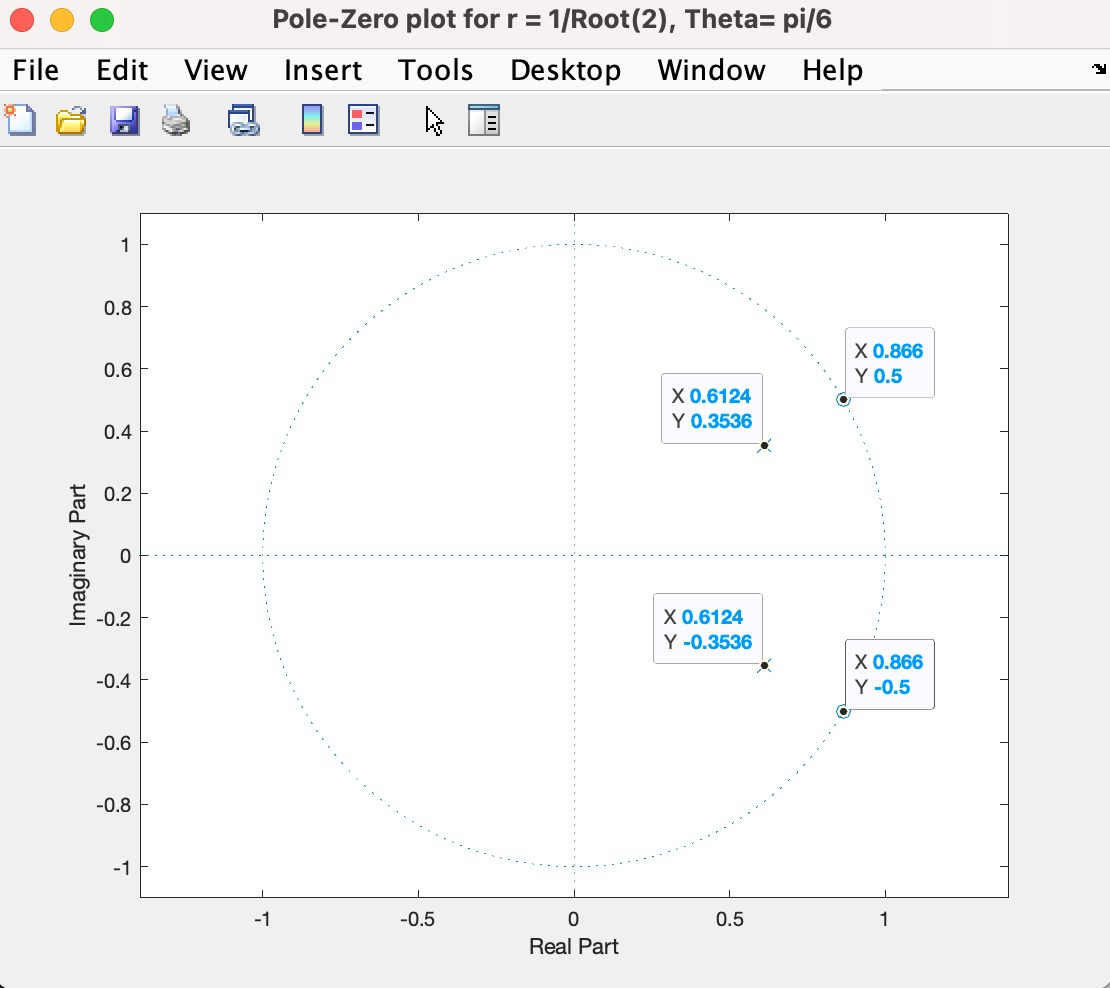 Pole-Zero plot for r = 1/Root(2), Theta= pi/6
File Edit View Insert Tools Desktop Window Help
1
0.8
0.6
0.4
0.2
0
-0.2
-0.4
-0.6
-0.8
-1
Imaginary Part
X 0.866
Y 0.5
X 0.6124
Y 0.3536
X 0.6124
Y -0.3536
X 0.866
Y -0.5
-1 -0.5 0 0.5 1
Real Part